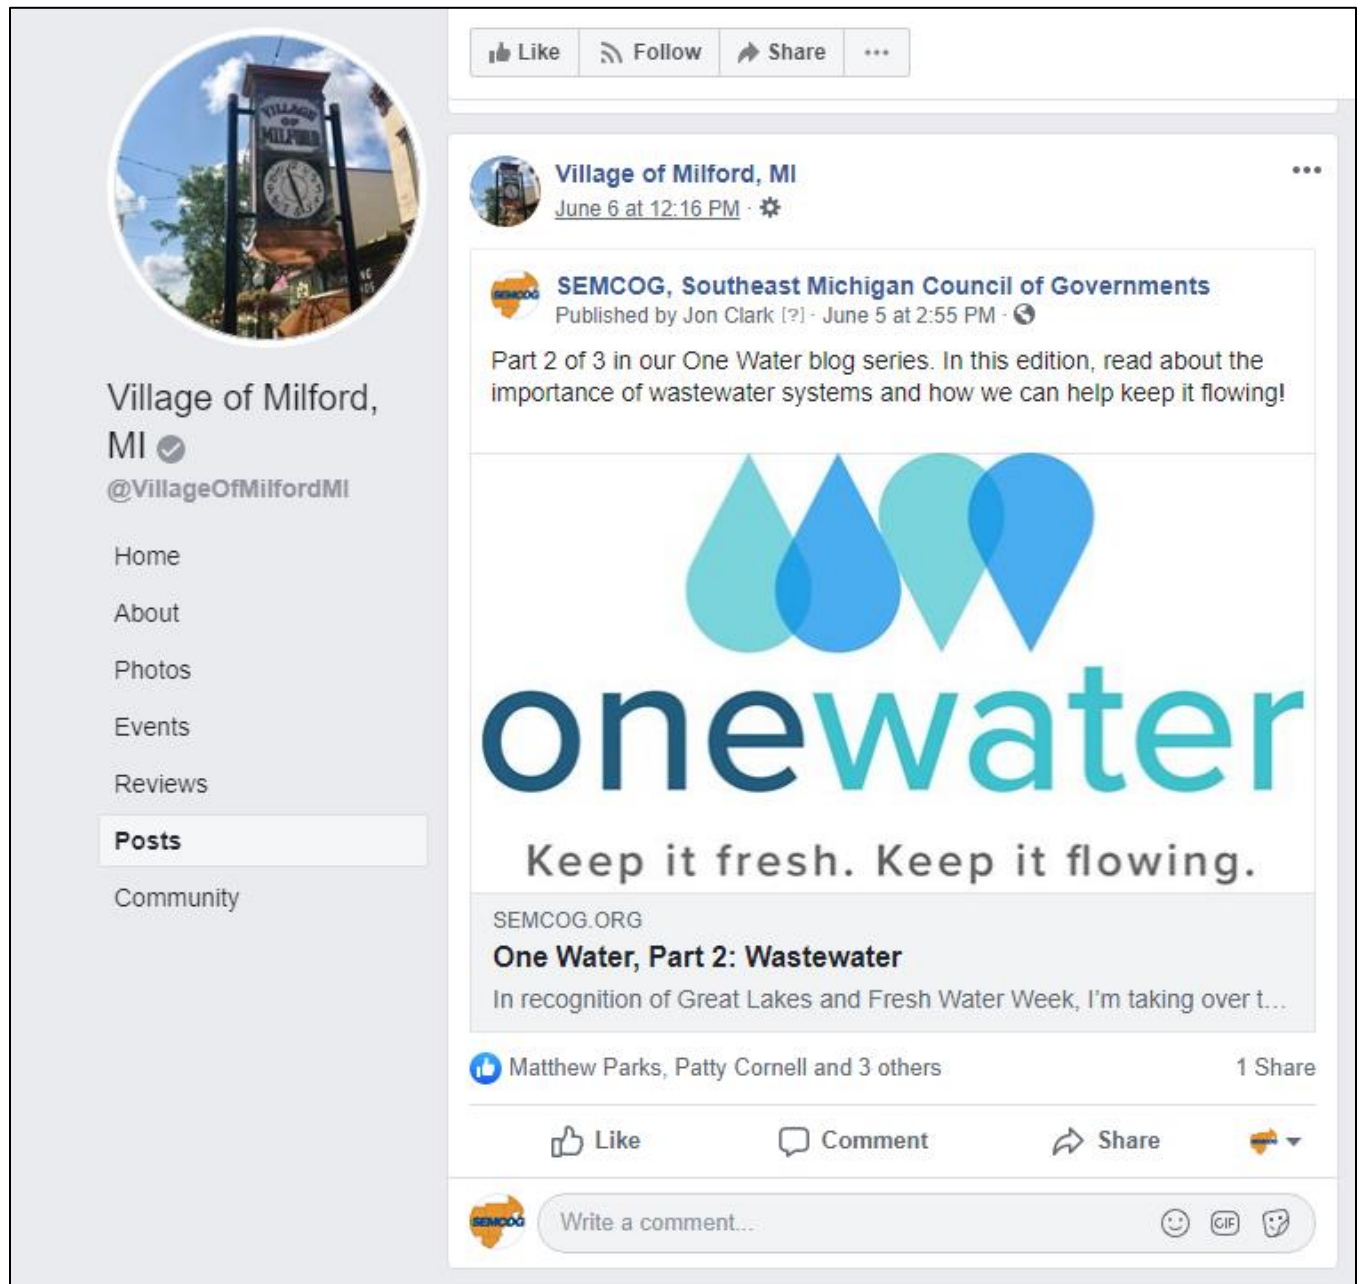 VILLAGE
OF
MILFORD
Village of Milford,
MI
@VillageOfMilfordMI
Home
About
Photos
Events
Reviews
Posts
Community
Like Follow Share ...
Village of Milford, MI
June 6 at 12:16 PM ·
SEMCOG
SEMCOG, Southeast Michigan Council of Governments
Published by Jon Clark [?] · June 5 at 2:55 PM ·
Part 2 of 3 in our One Water blog series. In this edition, read about the
importance of wastewater systems and how we can help keep it flowing!
onewater
Keep it fresh. Keep it flowing.
SEMCOG.ORG
One Water, Part 2: Wastewater
In recognition of Great Lakes and Fresh Water Week, I'm taking over t...
Matthew Parks, Patty Cornell and 3 others 1 Share
Like Comment Share
SEMCOG
Write a comment... GIF